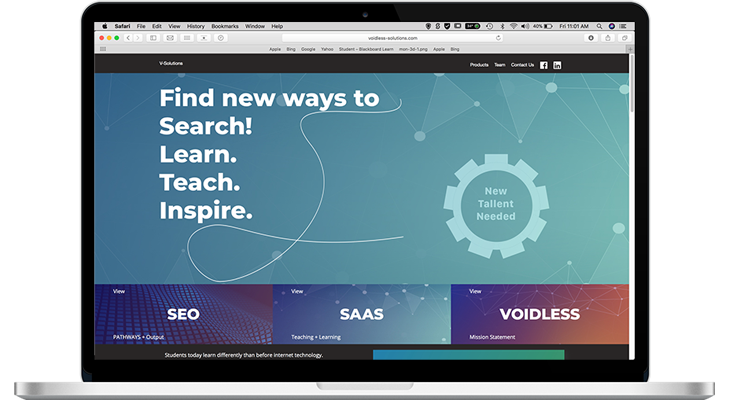 Safari File Edit View History Bookmarks Window Help 40% Fri 11:01 AM
voidless-solutions.com
Apple Bing Google Yahoo Student – Blackboard Learn mon-3d-1.png Apple Bing
V-Solutions Products Team Contact Us
Find new ways to
Search!
Learn.
Teach.
Inspire.
New
Tallent
Needed
View View View
SEO SAAS VOIDLESS
PATHWAYS + Output Teaching + Learning Mission Statement
Students today learn differently than before internet technology.